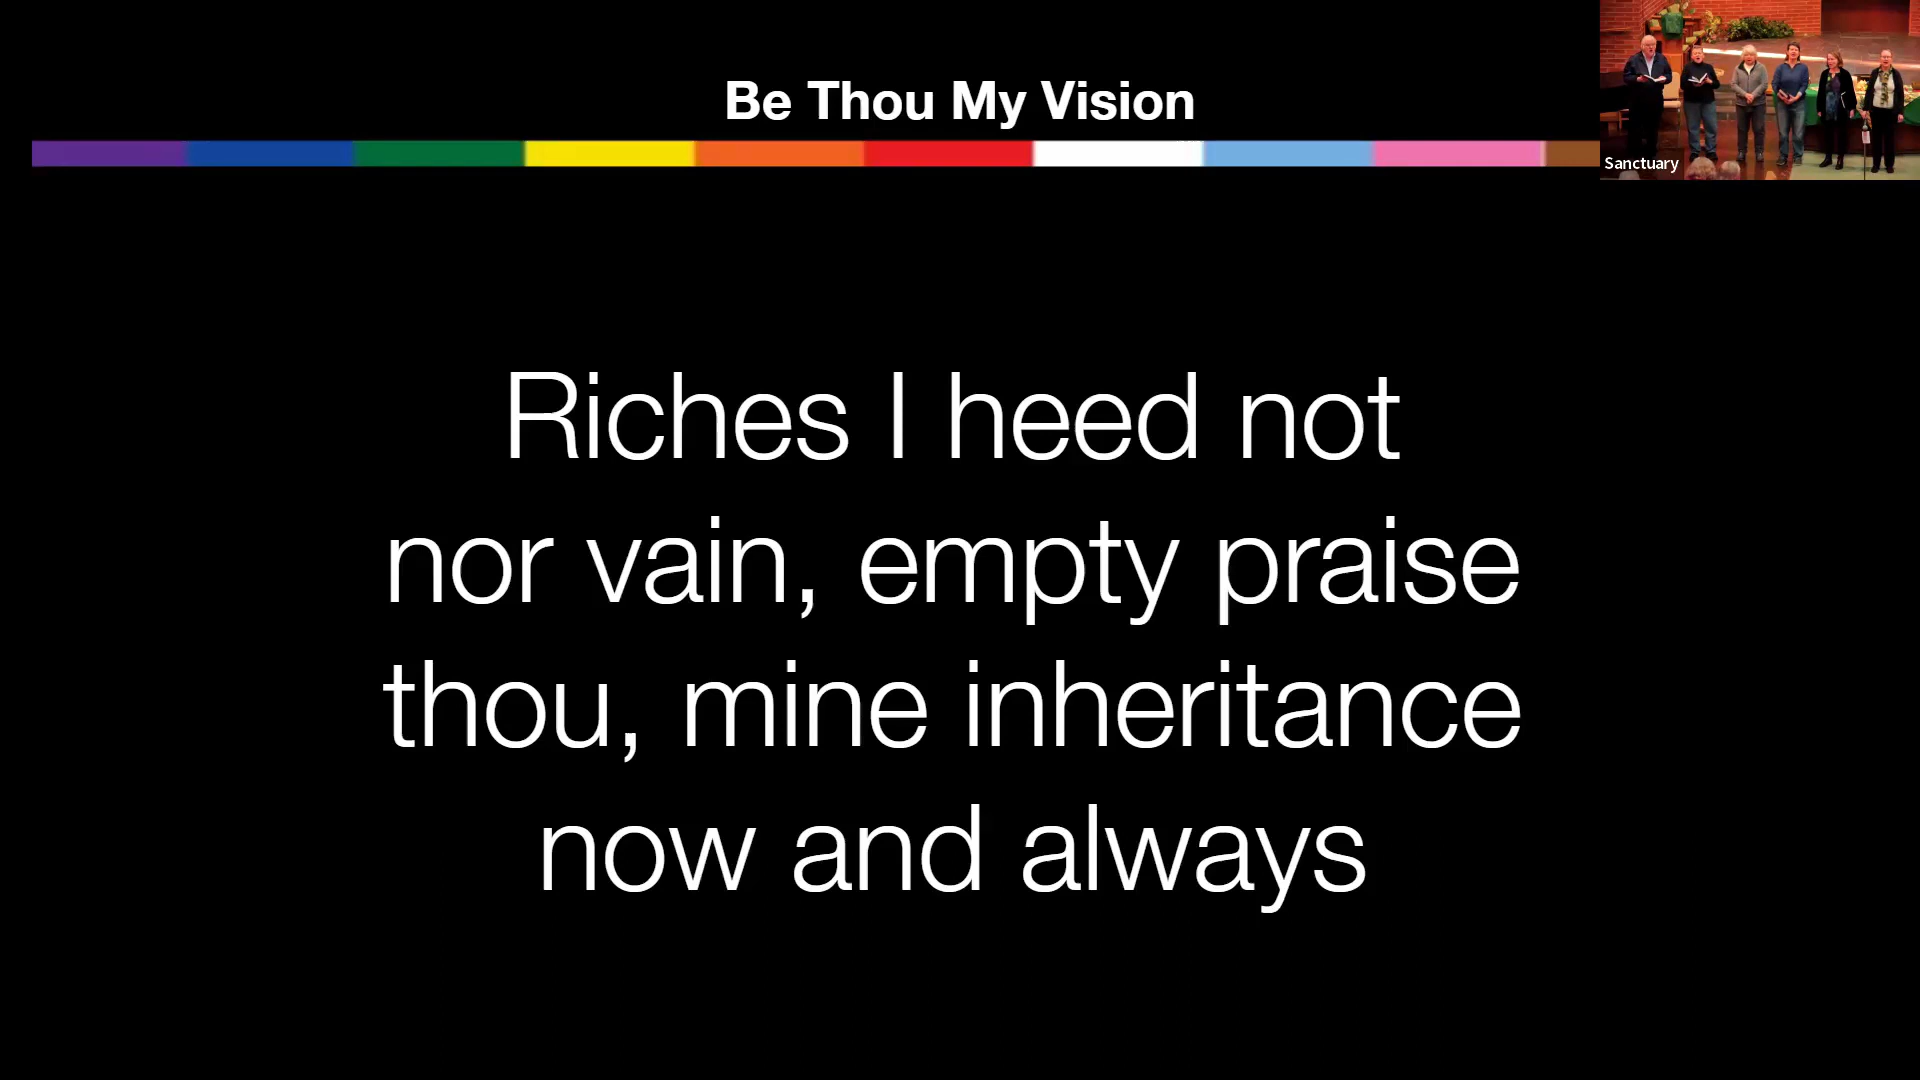 Be Thou My Vision
Sanctuary
Riches I heed not
nor vain, empty praise
thou, mine inheritance
now and always